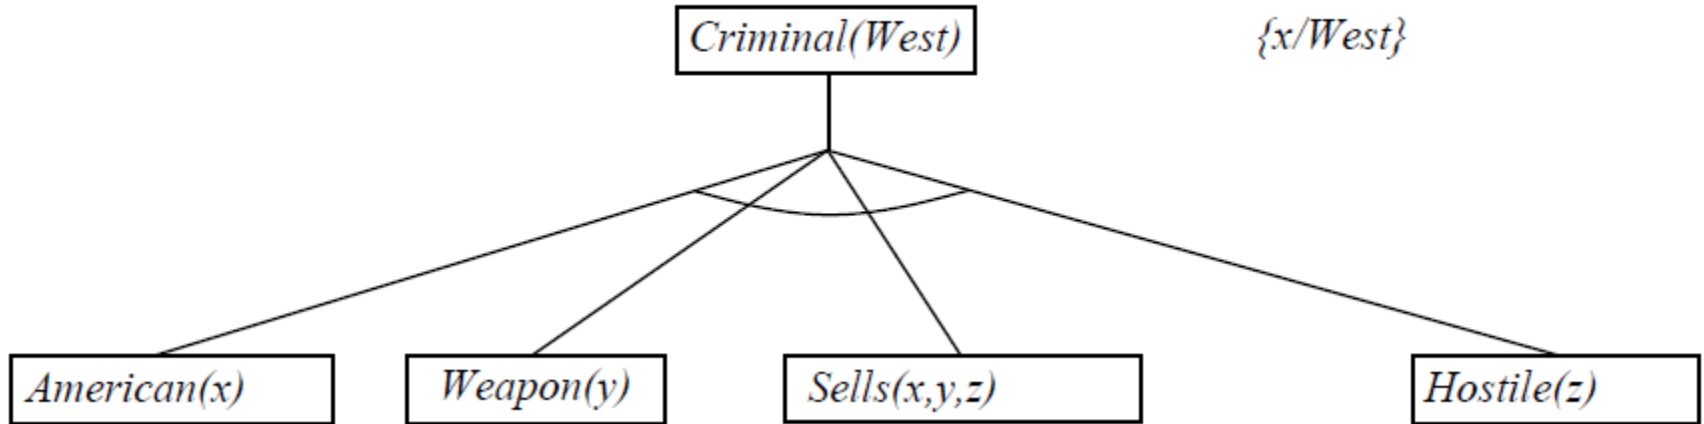 Criminal(West)
{x/West}
American(x)
Weapon(y)
Sells(x,y,z)
Hostile(z)